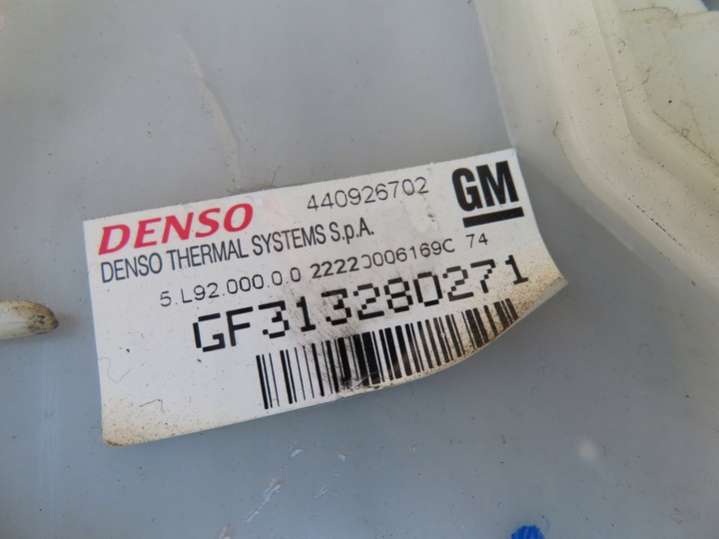 DENSO 440926702 GM
DENSO THERMAL SYSTEMS S.p.A.
5.L92.000.0.0 22220006169C 74
GF313280271